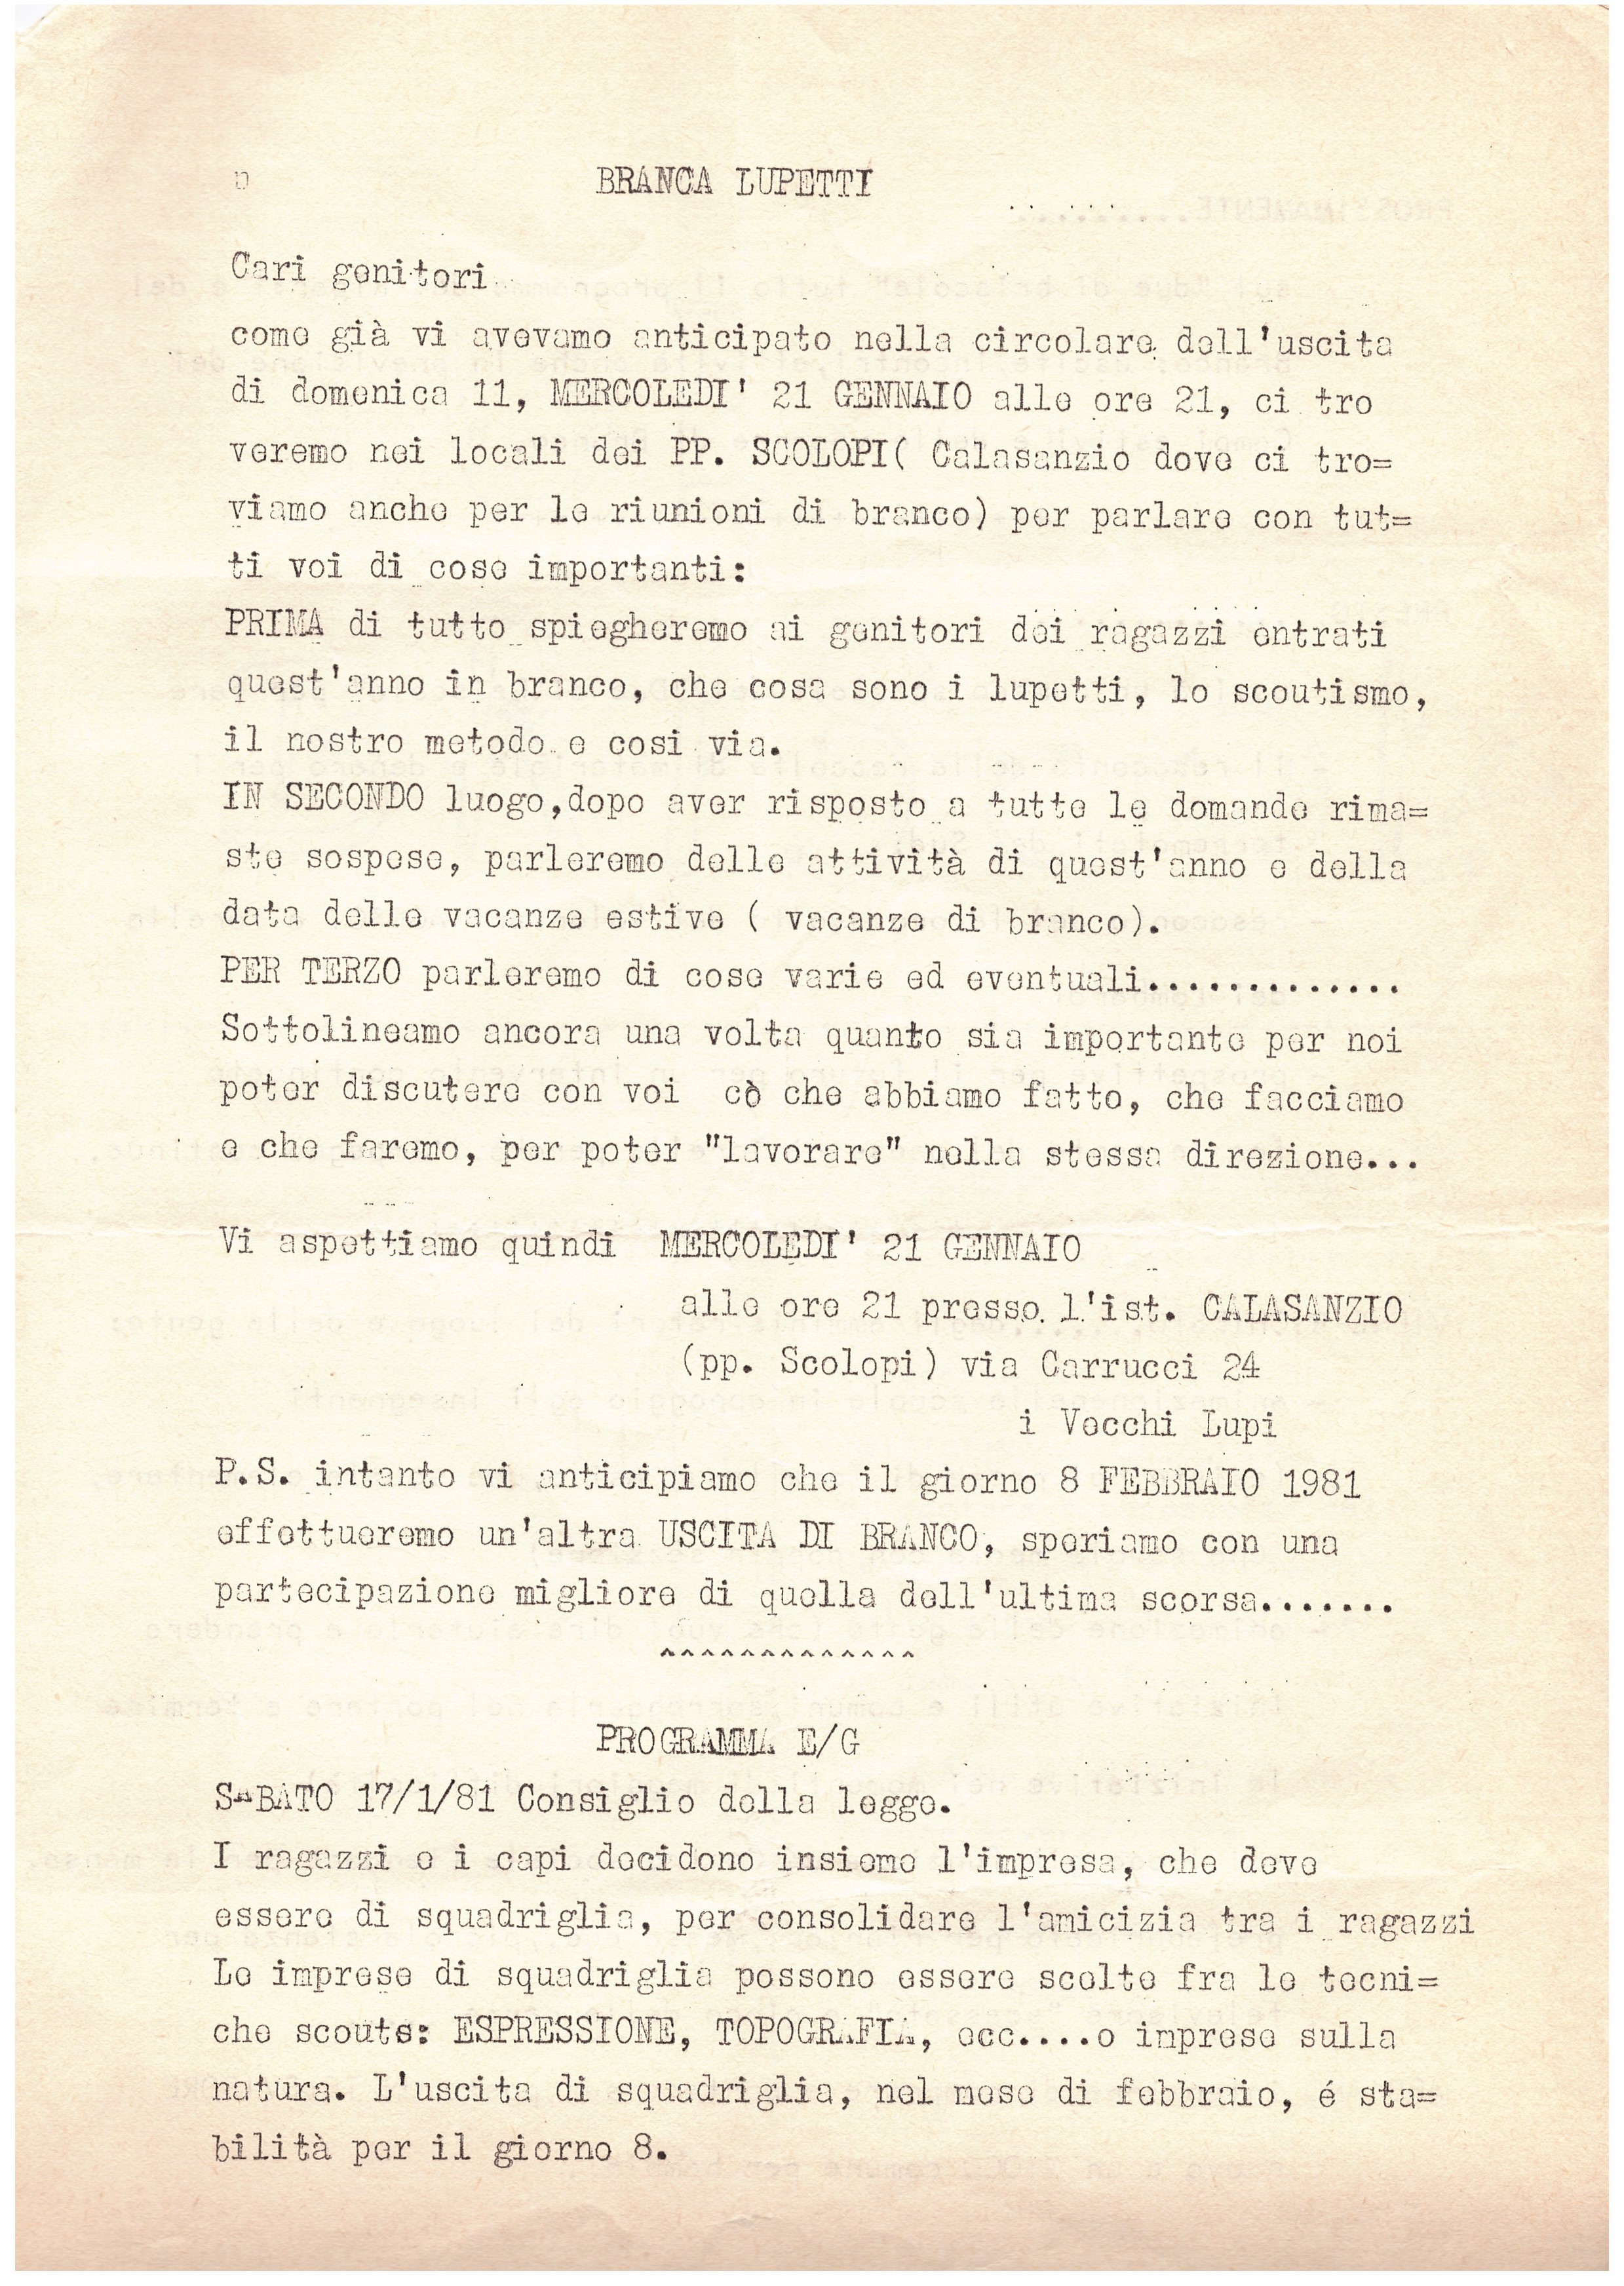 BRANCA LUPETTI
Cari genitori
come già vi avevamo anticipato nella circolare dell'uscita
di domenica 11, MERCOLEDI' 21 GENNAIO alle ore 21, ci tro
veremo nei locali dei PP. SCOLOPI( Calasanzio dove ci tro=
viamo anche per le riunioni di branco) per parlare con tut=
ti voi di cose importanti:
PRIMA di tutto spiegheremo ai genitori dei ragazzi entrati
quest'anno in branco, che cosa sono i lupetti, lo scoutismo,
il nostro metodo e cosi via.
IN SECONDO luogo,dopo aver risposto a tutte le domande rima=
ste sospese, parleremo delle attività di quest'anno e della
data delle vacanze estive ( vacanze di branco).
PER TERZO parleremo di cose varie ed eventuali.............
Sottolineamo ancora una volta quanto sia importante per noi
poter discutere con voi cò che abbiamo fatto, che facciamo
e che faremo, per poter "lavorare" nella stessa direzione...
Vi aspettiamo quindi MERCOLEDI' 21 GENNAIO
alle ore 21 presso l'ist. CALASANZIO
(pp. Scolopi) via Carrucci 24
i Vecchi Lupi
P.S. intanto vi anticipiamo che il giorno 8 FEBBRAIO 1981
effettueremo un'altra USCITA DI BRANCO, speriamo con una
partecipazione migliore di quella dell'ultima scorsa.......
^^^^^^^^^^^^^
PROGRAMMA E/G
SABATO 17/1/81 Consiglio della legge.
I ragazzi e i capi decidono insieme l'impresa, che deve
essere di squadriglia, per consolidare l'amicizia tra i ragazzi
Le imprese di squadriglia possono essere scelte fra le tecni=
che scouts: ESPRESSIONE, TOPOGRAFIA, ecc....o imprese sulla
natura. L'uscita di squadriglia, nel mese di febbraio, é sta=
bilità per il giorno 8.